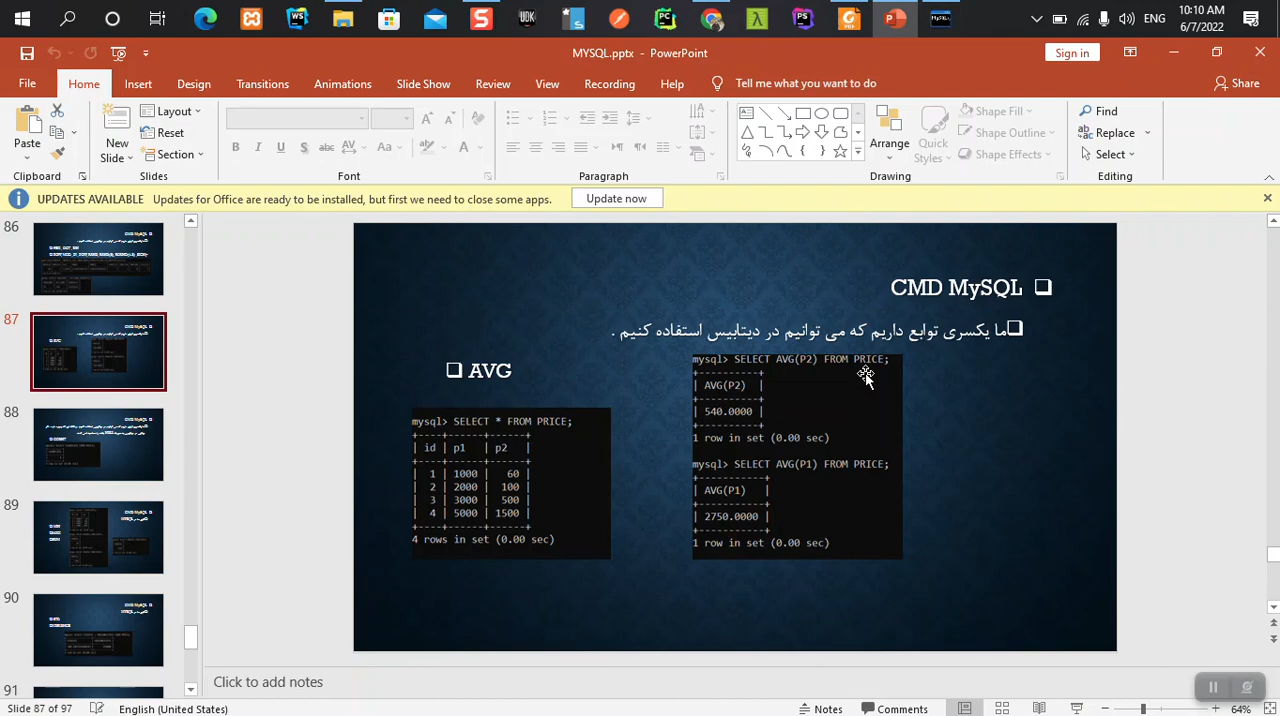 ENG
8:10 AM
6/7/2022
MYSQL.pptx - PowerPoint
Sign in
File Home Insert Design Transitions Animations Slide Show Review View Recording Help Tell me what you want to do Share
Paste
Clipboard
New Slide
Layout
Reset
Section
Slides
Font
Paragraph
Arrange
Quick Styles
Shape Fill
Shape Outline
Shape Effects
Drawing
Find
Replace
Select
Editing
UPDATES AVAILABLE Updates for Office are ready to be installed, but first we need to close some apps. Update now
86
87
88
89
90
91
CMD MySQL
ما یکسری توابع داریم که می توانیم در دیتابیس استفاده کنیم .
AVG
mysql> SELECT * FROM PRICE;
+----+------+------+
| id | p1 | p2 |
+----+------+------+
| 1 | 1000 | 60 |
| 2 | 2000 | 100 |
| 3 | 3000 | 500 |
| 4 | 5000 | 1500 |
+----+------+------+
4 rows in set (0.00 sec)
mysql> SELECT AVG(P2) FROM PRICE;
+----------+
| AVG(P2) |
+----------+
| 540.0000 |
+----------+
1 row in set (0.00 sec)
mysql> SELECT AVG(P1) FROM PRICE;
+-----------+
| AVG(P1) |
+-----------+
| 2750.0000 |
+-----------+
1 row in set (0.00 sec)
Click to add notes
Slide 87 of 97 English (United States) Notes Comments 64%